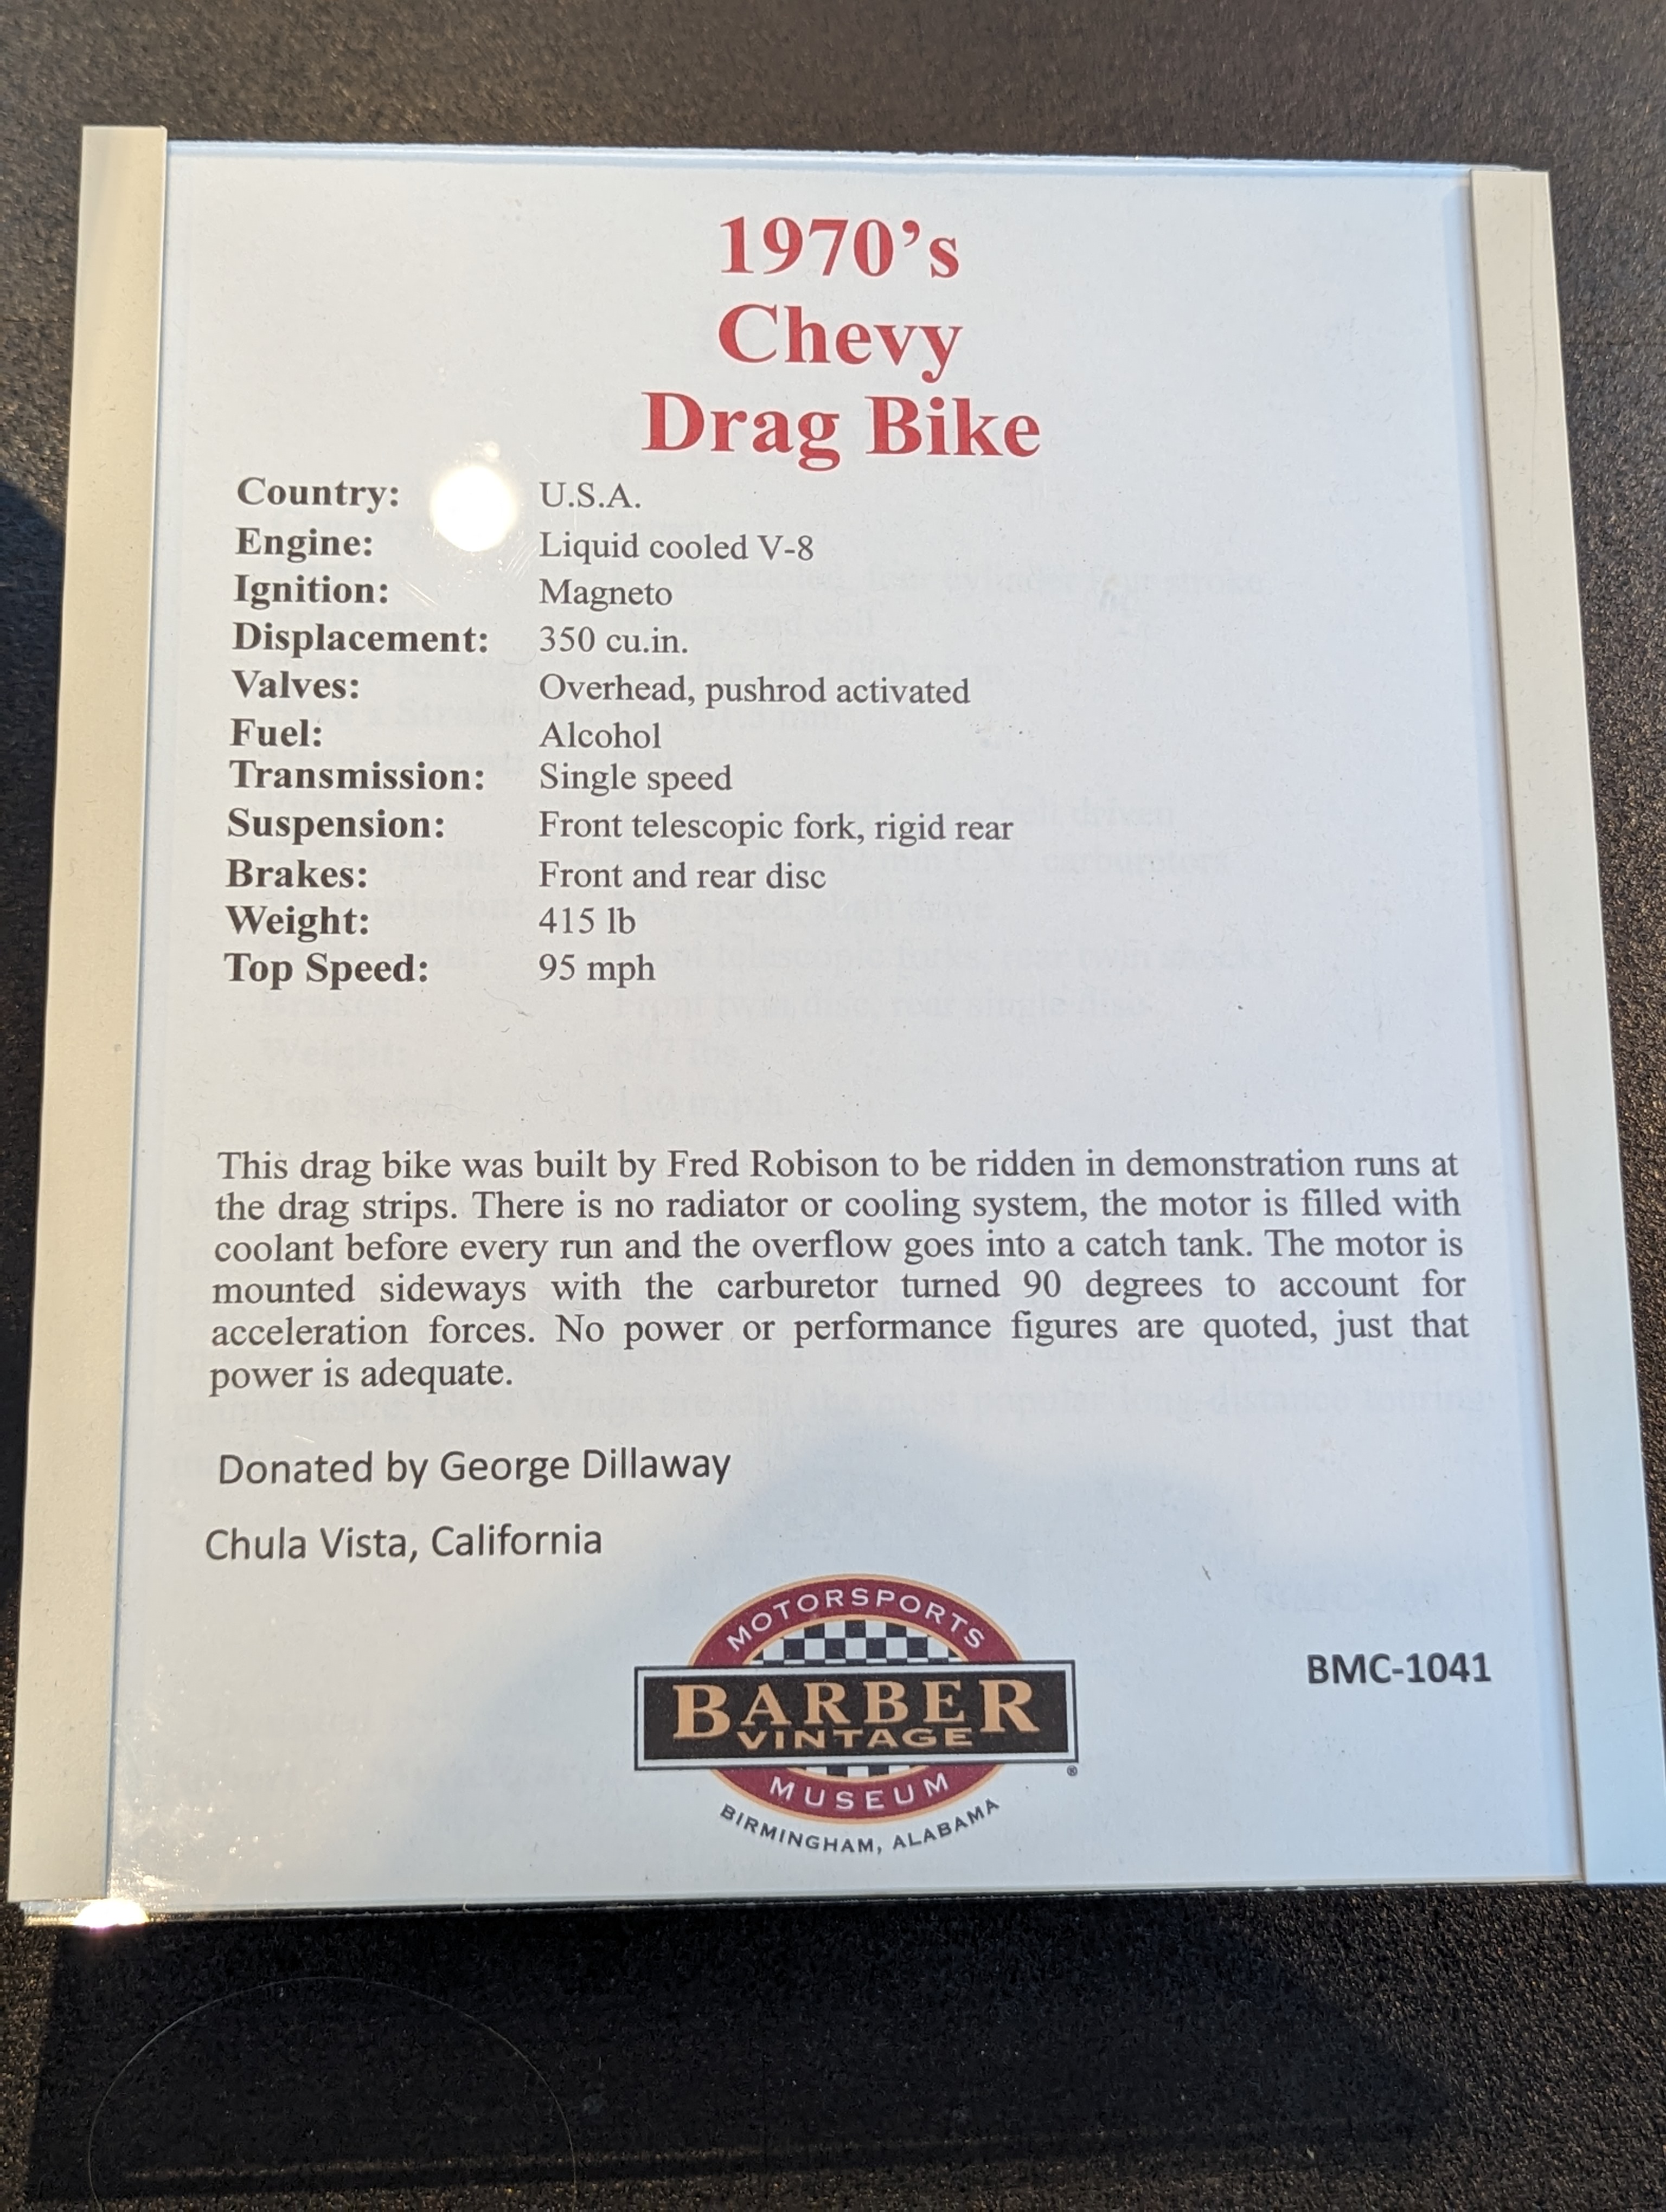 1970's
Chevy
Drag Bike
Country: U.S.A.
Engine: Liquid cooled V-8
Ignition: Magneto
Displacement: 350 cu.in.
Valves: Overhead, pushrod activated
Fuel: Alcohol
Transmission: Single speed
Suspension: Front telescopic fork, rigid rear
Brakes: Front and rear disc
Weight: 415 lb
Top Speed: 95 mph
This drag bike was built by Fred Robison to be ridden in demonstration runs at
the drag strips. There is no radiator or cooling system, the motor is filled with
coolant before every run and the overflow goes into a catch tank. The motor is
mounted sideways with the carburetor turned 90 degrees to account for
acceleration forces. No power or performance figures are quoted, just that
power is adequate.
Donated by George Dillaway
Chula Vista, California
MOTORSPORTS
BARBER
VINTAGE
®
MUSEUM
BIRMINGHAM, ALABAMA
BMC-1041